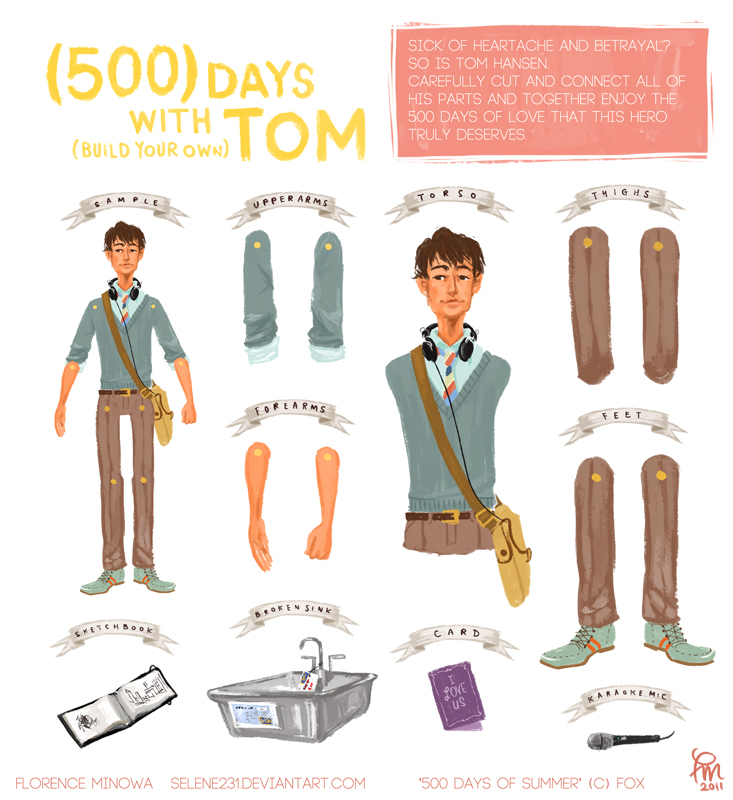 (500) DAYS
WITH TOM
(BUILD YOUR OWN)
SICK OF HEARTACHE AND BETRAYAL?
SO IS TOM HANSEN.
CAREFULLY CUT AND CONNECT ALL OF
HIS PARTS AND TOGETHER ENJOY THE
500 DAYS OF LOVE THAT THIS HERO
TRULY DESERVES.
SAMPLE
UPPERARMS
TORSO
THIGHS
FOREARMS
FEET
SKETCHBOOK
BROKEN SINK
CARD
I
LOVE
US
KARAOKE MIC
FLORENCE MINOWA SELENE231.DEVIANTART.COM '500 DAYS OF SUMMER' (C) FOX
FM
2011